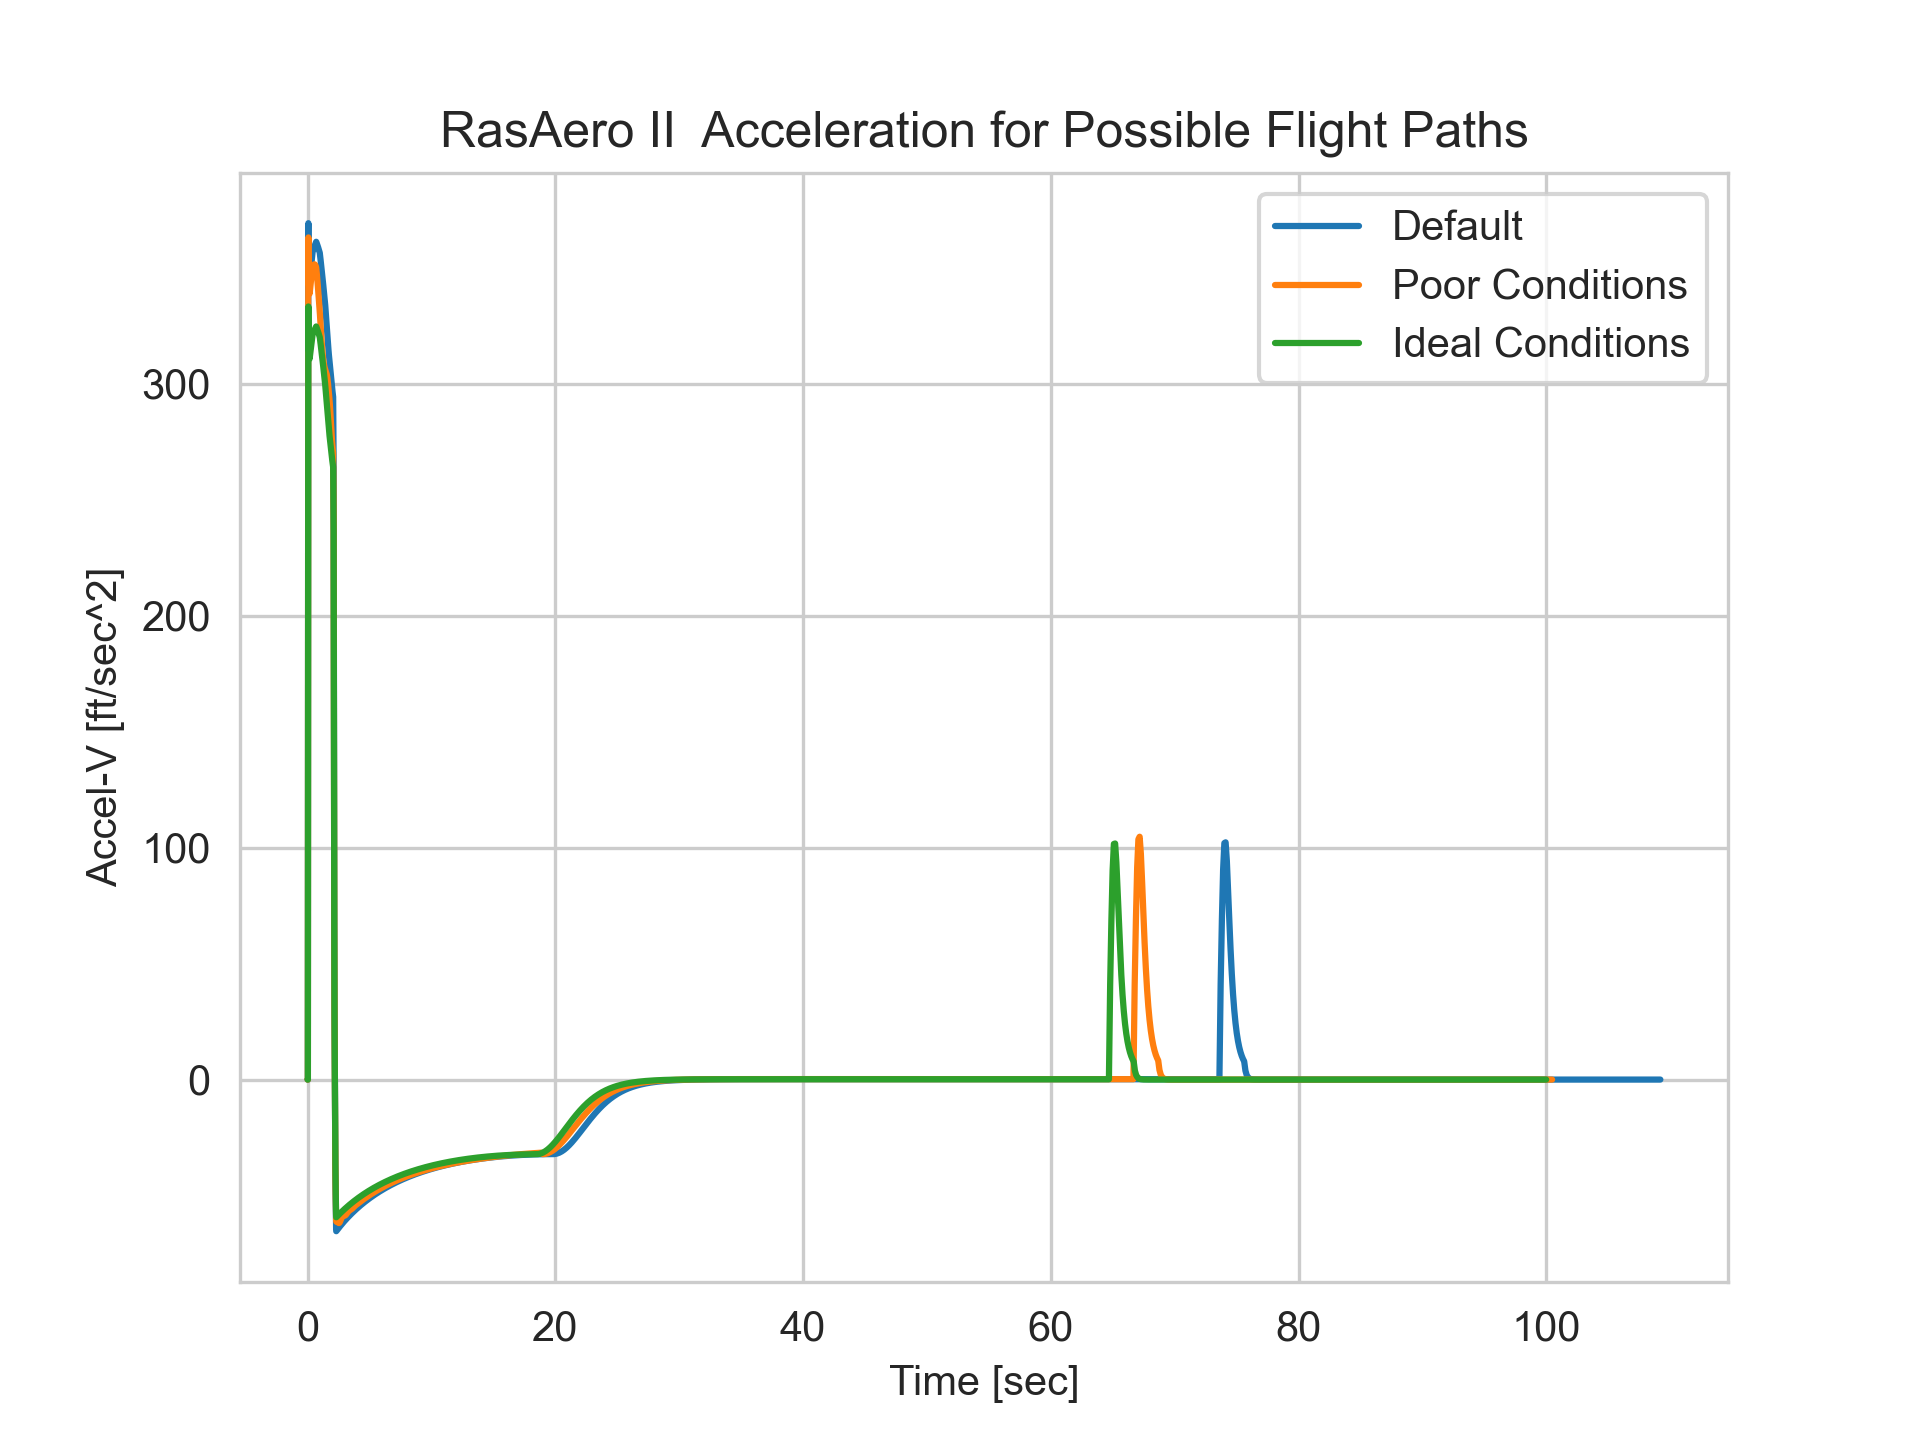 RasAero II  Acceleration for Possible Flight Paths
Default
Poor Conditions
Ideal Conditions
300
200
100
0
Accel-V [ft/sec^2]
0 20 40 60 80 100
Time [sec]